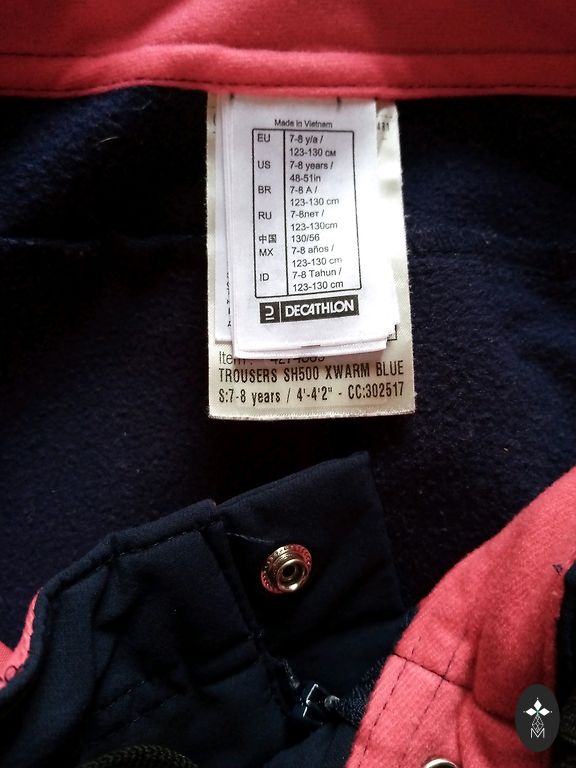 Made in Vietnam
EU 7-8 y/a /
123-130 см
US 7-8 years /
48-51in
BR 7-8 A /
123-130 cm
RU 7-8лет /
123-130cm
中国 130/56
MX 7-8 años /
123-130 cm
ID 7-8 Tahun /
123-130 cm
DECATHLON
Item :
TROUSERS SH500 XWARM BLUE
S:7-8 years / 4'-4'2" - CC:302517
M